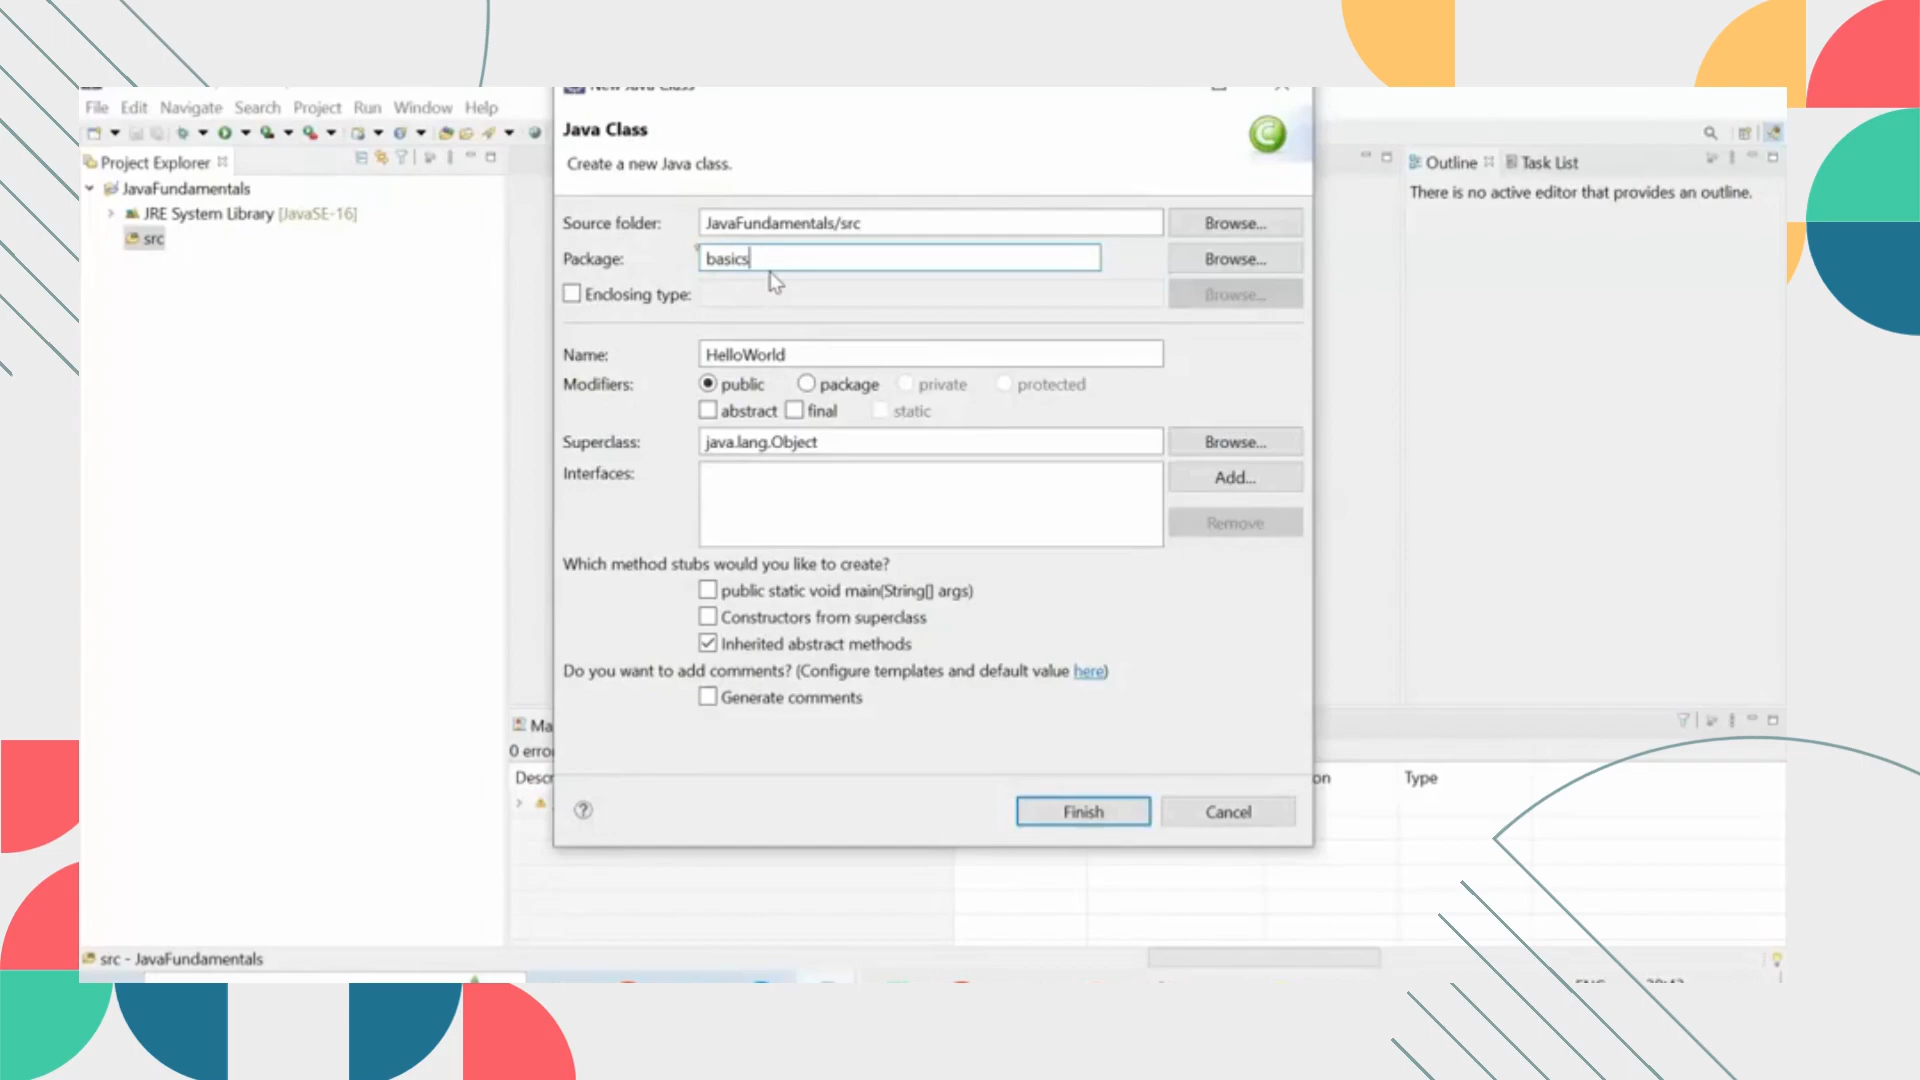 File Edit Navigate Search Project Run Window Help
Java Class
Create a new Java class.
Project Explorer
JavaFundamentals
JRE System Library [JavaSE-16]
src
Outline
Task List
There is no active editor that provides an outline.
Source folder: JavaFundamentals/src Browse...
Package: basics Browse...
Enclosing type: Browse...
Name: HelloWorld
Modifiers: public package private protected
abstract final static
Superclass: java.lang.Object Browse...
Interfaces: Add...
Remove
Which method stubs would you like to create?
public static void main(String[] args)
Constructors from superclass
Inherited abstract methods
Do you want to add comments? (Configure templates and default value here)
Generate comments
Finish Cancel
Ma
0 erro
Descr
on
Type
src - JavaFundamentals